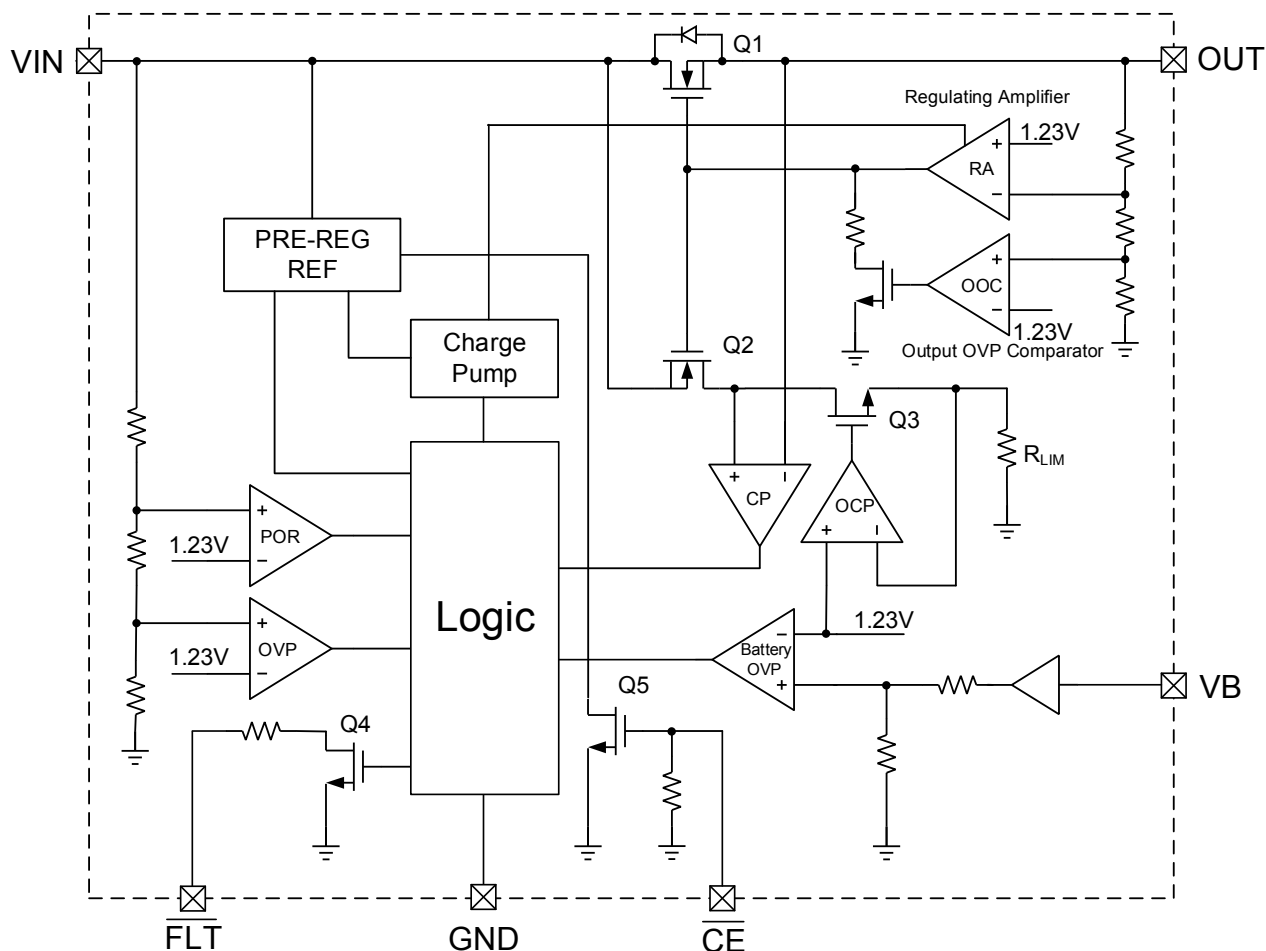 Q1
VIN
OUT
Regulating Amplifier
1.23V
+
RA
−
PRE-REG
REF
+
OOC
−
1.23V
Output OVP Comparator
Charge
Pump
Q2
Q3
R_LIM
+ −
CP
OCP
+ −
+
POR
1.23V
−
Logic
+
OVP
1.23V
−
−
1.23V
Battery
OVP
+
VB
Q5
Q4
FLT
GND
CE